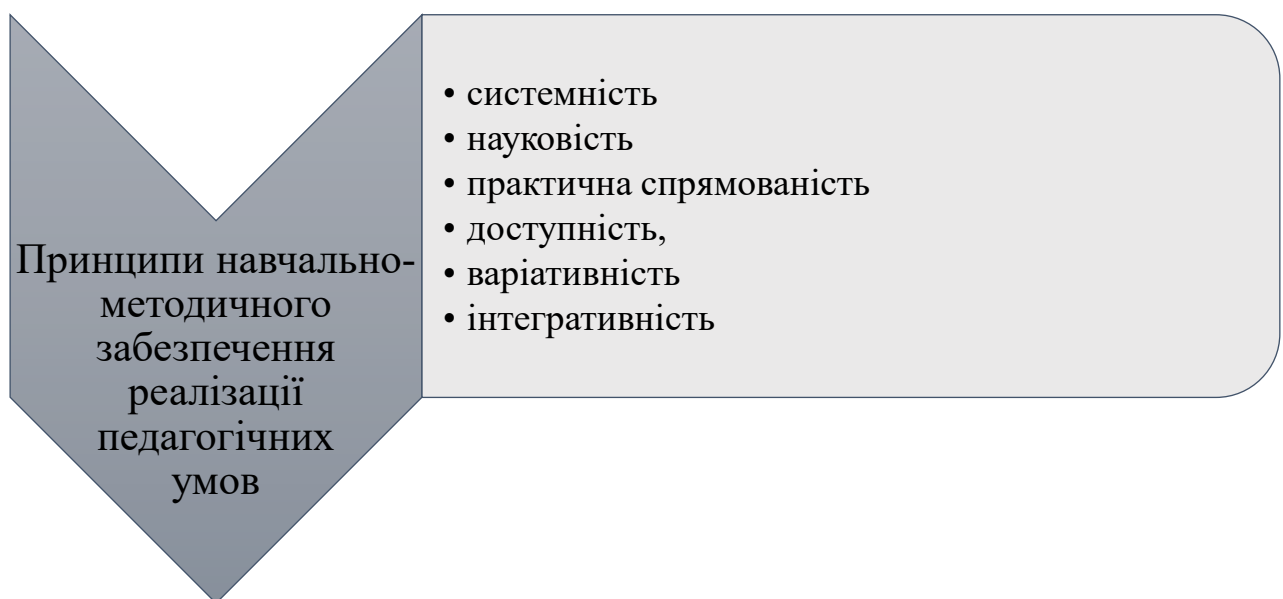 Принципи навчально-
методичного
забезпечення
реалізації
педагогічних
умов
• системність
• науковість
• практична спрямованість
• доступність,
• варіативність
• інтегративність